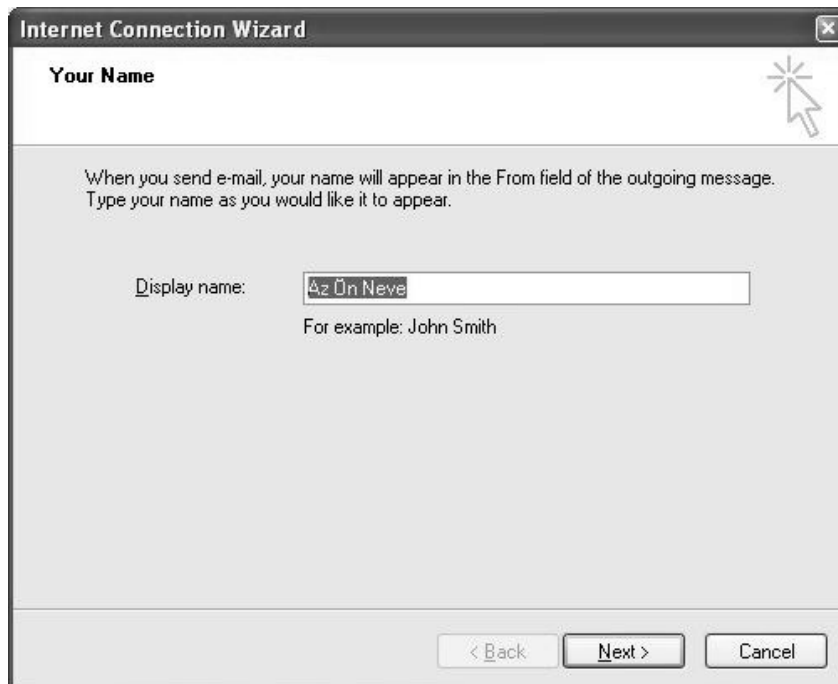 Internet Connection Wizard
Your Name
When you send e-mail, your name will appear in the From field of the outgoing message.
Type your name as you would like it to appear.
Display name:
Az Ön Neve
For example: John Smith
< Back
Next >
Cancel